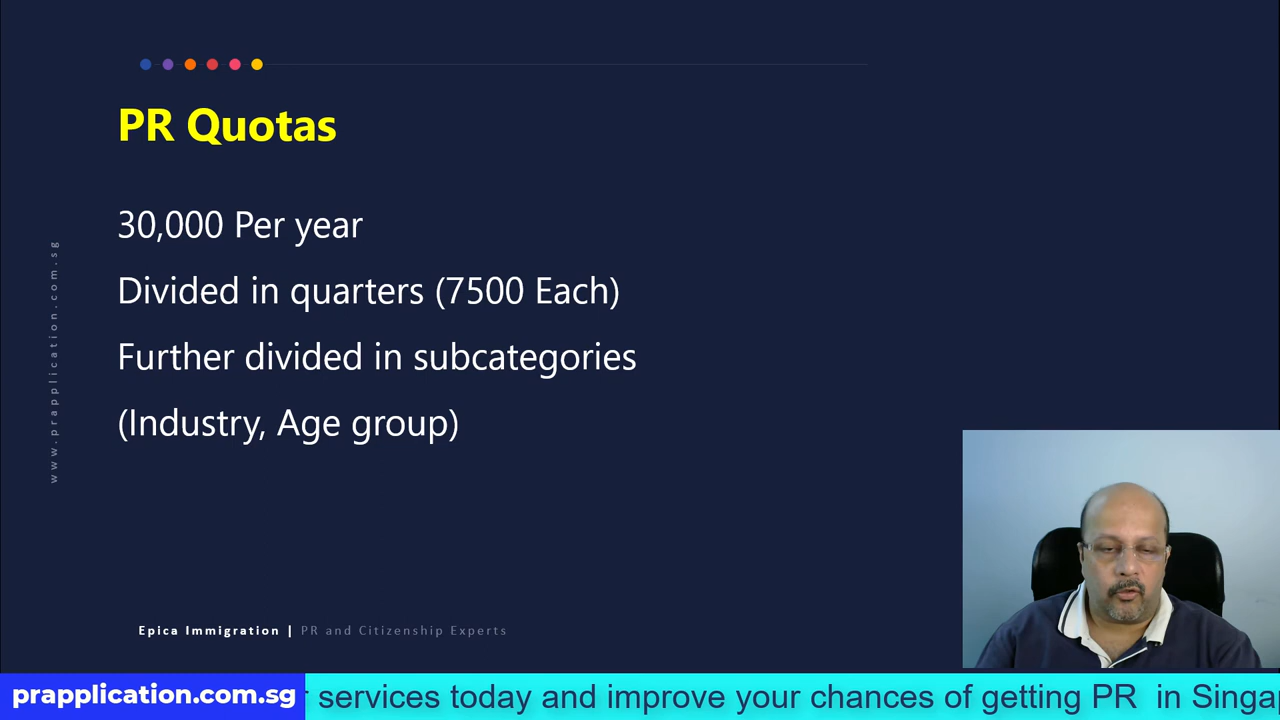 PR Quotas
30,000 Per year
Divided in quarters (7500 Each)
Further divided in subcategories
(Industry, Age group)
www.prapplication.com.sg
Epica Immigration | PR and Citizenship Experts
prapplication.com.sg
services today and improve your chances of getting PR in Singa